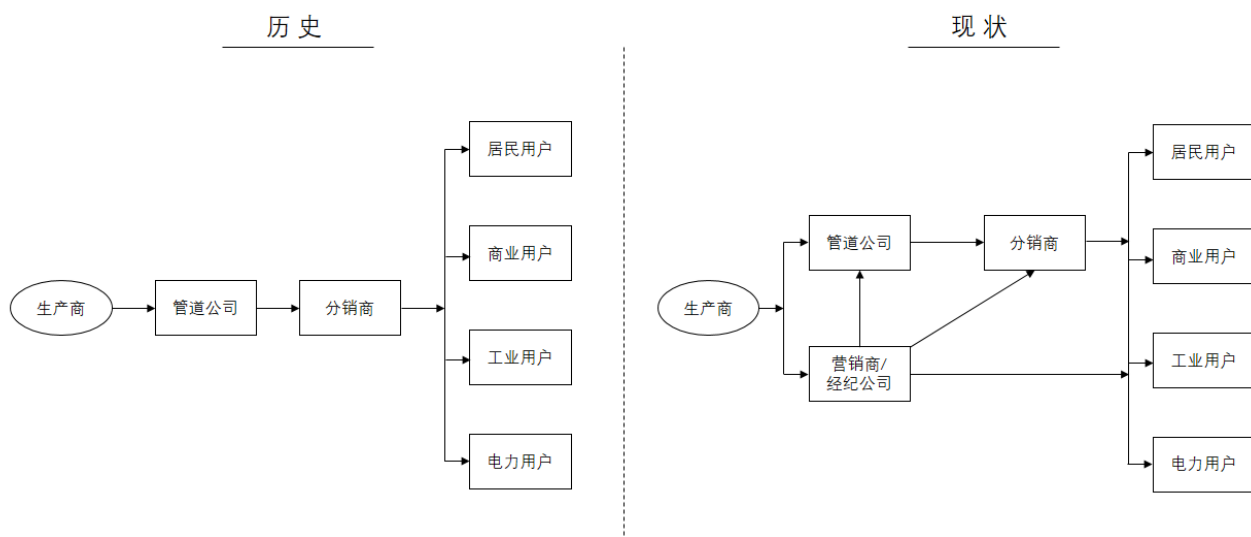 历史
居民用户
商业用户
生产商
管道公司
分销商
工业用户
电力用户
现状
居民用户
管道公司
分销商
商业用户
生产商
营销商/
经纪公司
工业用户
电力用户